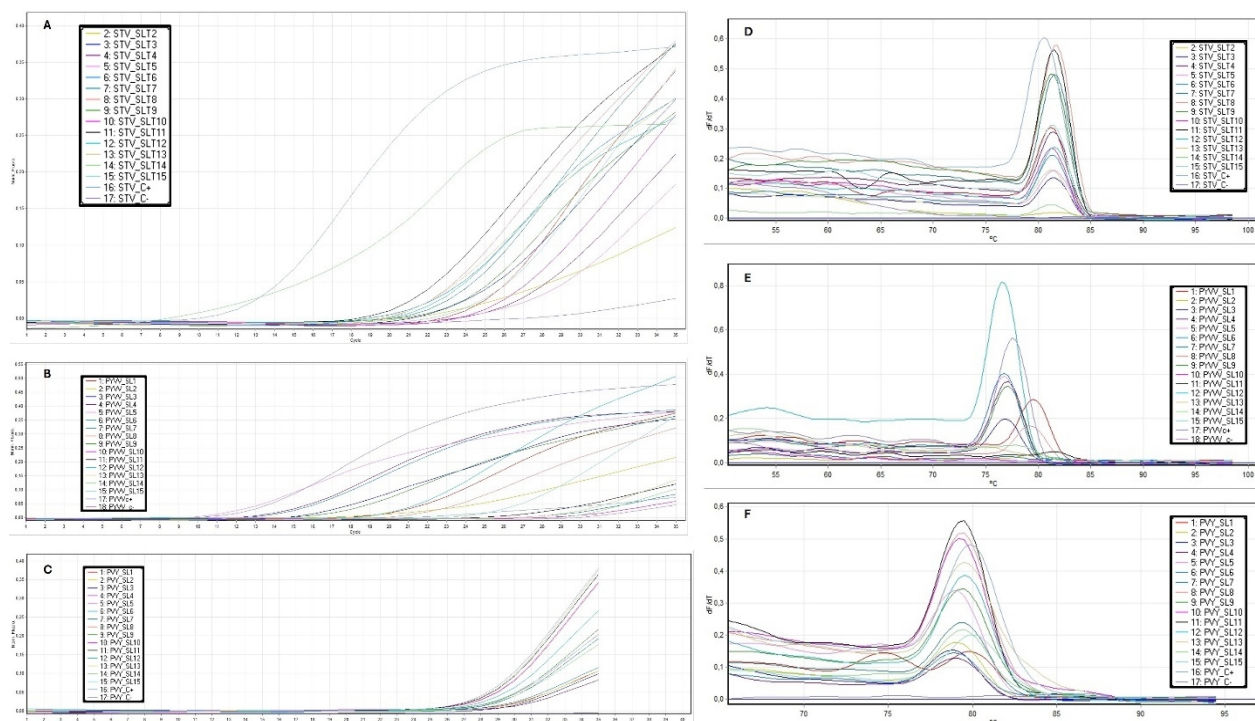 A
2: STV_SLT2
3: STV_SLT3
4: STV_SLT4
5: STV_SLT5
6: STV_SLT6
7: STV_SLT7
8: STV_SLT8
9: STV_SLT9
10: STV_SLT10
11: STV_SLT11
12: STV_SLT12
13: STV_SLT13
14: STV_SLT14
15: STV_SLT15
16: STV_C+
17: STV_C-
Cycle
B
1: PYVV_SL1
2: PYVV_SL2
3: PYVV_SL3
4: PYVV_SL4
5: PYVV_SL5
6: PYVV_SL6
7: PYVV_SL7
8: PYVV_SL8
9: PYVV_SL9
10: PYVV_SL10
11: PYVV_SL11
12: PYVV_SL12
13: PYVV_SL13
14: PYVV_SL14
15: PYVV_SL15
17: PYVVc+
18: PYVV_c-
Cycle
C
1: PVY_SL1
2: PVY_SL2
3: PVY_SL3
4: PVY_SL4
5: PVY_SL5
6: PVY_SL6
7: PVY_SL7
8: PVY_SL8
9: PVY_SL9
10: PVY_SL10
11: PVY_SL11
12: PVY_SL12
13: PVY_SL13
14: PVY_SL14
15: PVY_SL15
16: PVY_C+
17: PVY_C-
D
dF/dT
0,6
0,5
0,4
0,3
0,2
0,1
0,0
55 60 65 70 75 80 85 90 95 100
ºC
2: STV_SLT2
3: STV_SLT3
4: STV_SLT4
5: STV_SLT5
6: STV_SLT6
7: STV_SLT7
8: STV_SLT8
9: STV_SLT9
10: STV_SLT10
11: STV_SLT11
12: STV_SLT12
13: STV_SLT13
14: STV_SLT14
15: STV_SLT15
16: STV_C+
17: STV_C-
E
dF/dT
0,8
0,6
0,4
0,2
0,0
55 60 65 70 75 80 85 90 95 100
ºC
1: PYVV_SL1
2: PYVV_SL2
3: PYVV_SL3
4: PYVV_SL4
5: PYVV_SL5
6: PYVV_SL6
7: PYVV_SL7
8: PYVV_SL8
9: PYVV_SL9
10: PYVV_SL10
11: PYVV_SL11
12: PYVV_SL12
13: PYVV_SL13
14: PYVV_SL14
15: PYVV_SL15
17: PYVVc+
18: PYVV_c-
F
dF/dT
0,6
0,5
0,4
0,3
0,2
0,1
0,0
70 75 80 85 90 95
ºC
1: PVY_SL1
2: PVY_SL2
3: PVY_SL3
4: PVY_SL4
5: PVY_SL5
6: PVY_SL6
7: PVY_SL7
8: PVY_SL8
9: PVY_SL9
10: PVY_SL10
11: PVY_SL11
12: PVY_SL12
13: PVY_SL13
14: PVY_SL14
15: PVY_SL15
16: PVY_C+
17: PVY_C-